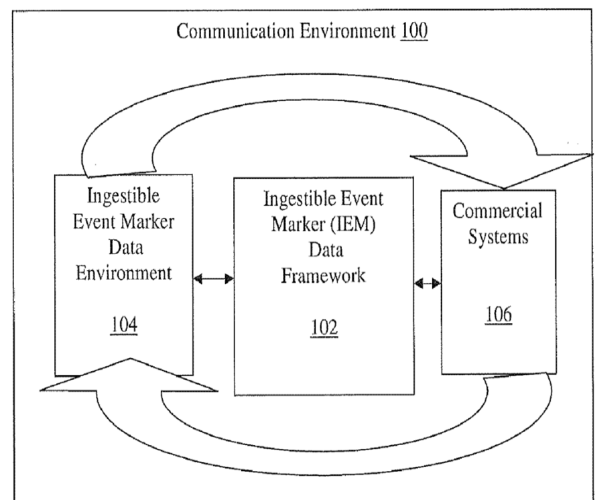 Communication Environment 100
Ingestible
Event Marker
Data
Environment
104
Ingestible Event
Marker (IEM)
Data
Framework
102
Commercial
Systems
106